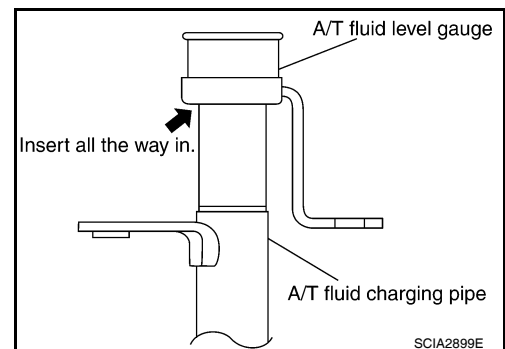 A/T fluid level gauge
Insert all the way in.
A/T fluid charging pipe
SCIA2899E